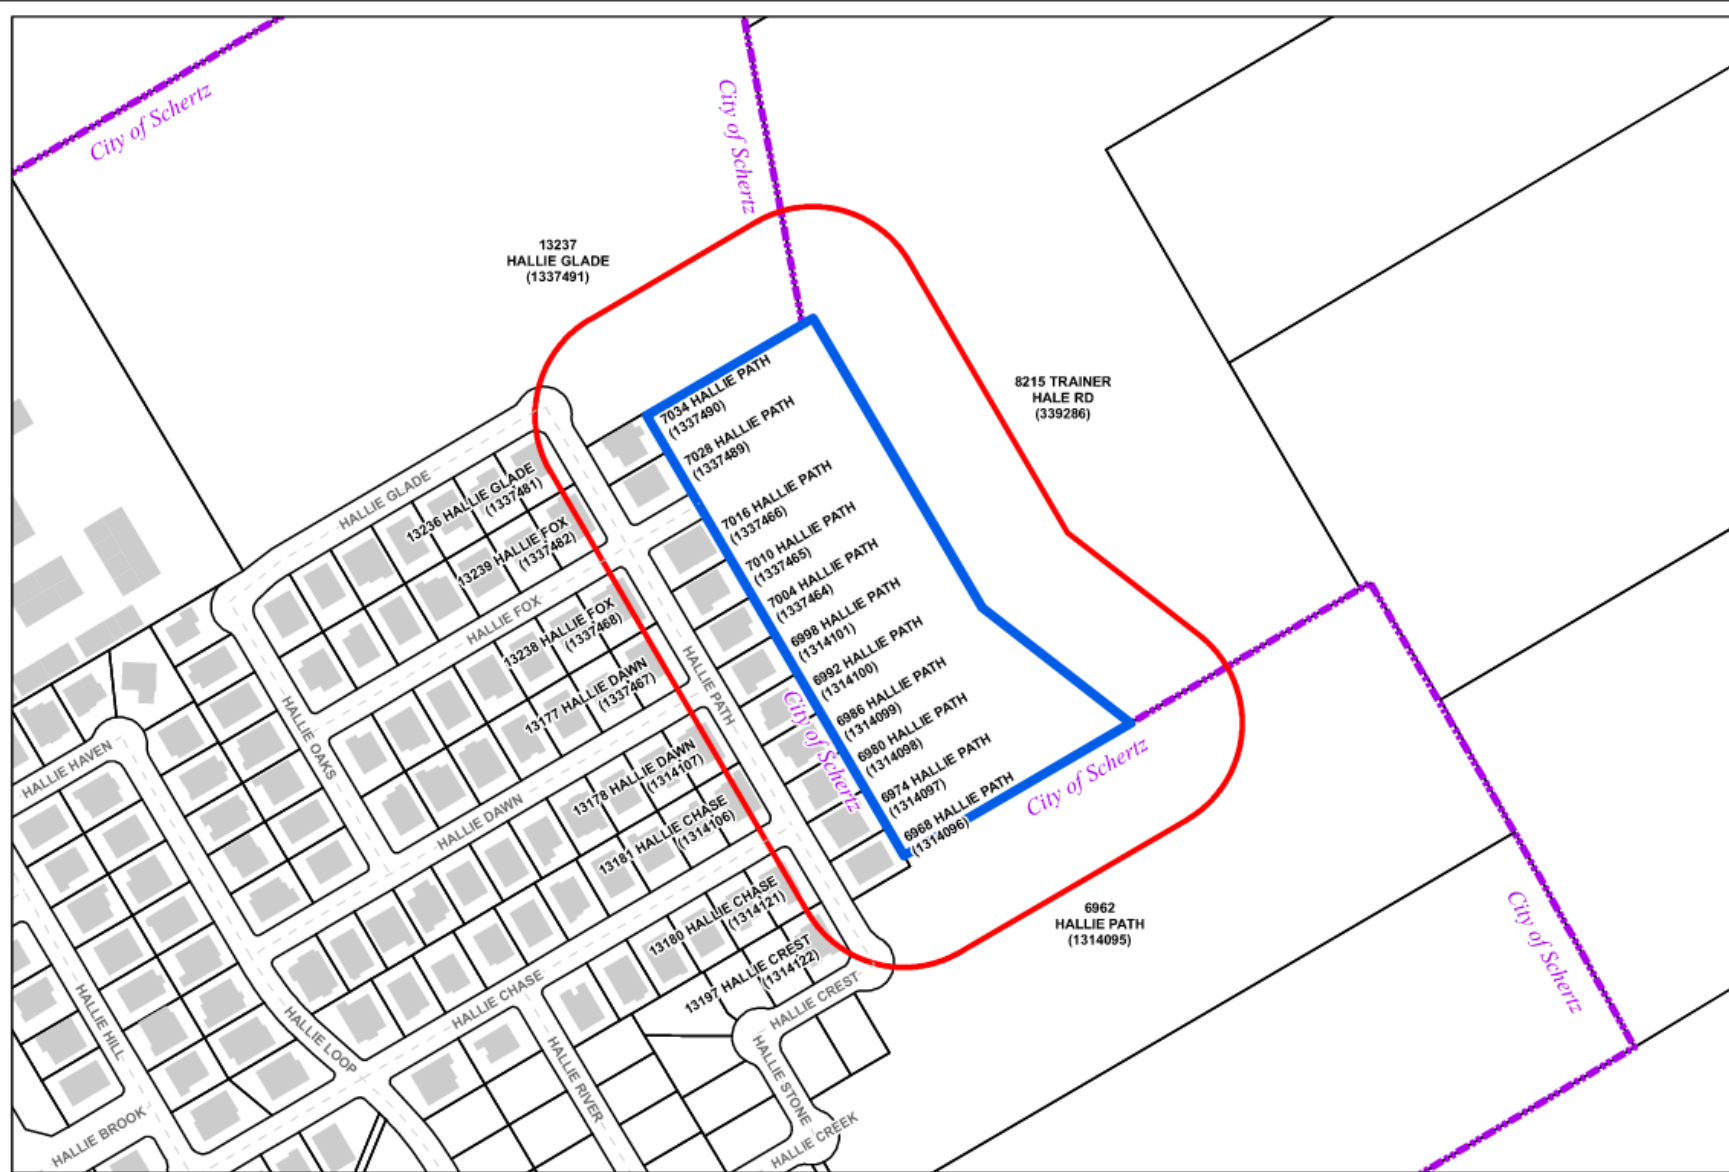 City of Schertz
City of Schertz
13237
HALLIE GLADE
(1337491)
8215 TRAINER
HALE RD
(339286)
7034 HALLIE PATH
(1337490)
7028 HALLIE PATH
(1337489)
7016 HALLIE PATH
(1337466)
7010 HALLIE PATH
(1337465)
7004 HALLIE PATH
(1337464)
6998 HALLIE PATH
(1314101)
6992 HALLIE PATH
(1314100)
6986 HALLIE PATH
(1314099)
6980 HALLIE PATH
(1314098)
6974 HALLIE PATH
(1314097)
6968 HALLIE PATH
(1314096)
HALLIE GLADE
13236 HALLIE GLADE
(1337481)
13239 HALLIE FOX
(1337482)
HALLIE FOX
13238 HALLIE FOX
(1337468)
13177 HALLIE DAWN
(1337467)
HALLIE PATH
City of Schertz
City of Schertz
HALLIE OAKS
HALLIE HAVEN
HALLIE DAWN
13178 HALLIE DAWN
(1314107)
13181 HALLIE CHASE
(1314106)
13180 HALLIE CHASE
(1314121)
13197 HALLIE CREST
(1314122)
6962
HALLIE PATH
(1314095)
City of Schertz
HALLIE CHASE
HALLIE CREST
HALLIE HILL
HALLIE LOOP
HALLIE RIVER
HALLIE STONE
HALLIE BROOK
HALLIE CREEK